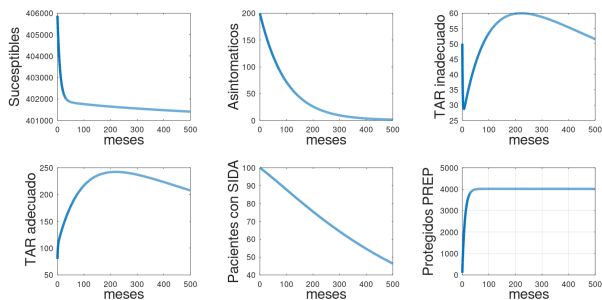 Sucesptibles
406000
405000
404000
403000
402000
401000
0 100 200 300 400 500
meses
Asintomaticos
200
150
100
50
0
0 100 200 300 400 500
meses
TAR inadecuado
60
55
50
45
40
35
30
25
0 100 200 300 400 500
meses
TAR adecuado
250
200
150
100
50
0 100 200 300 400 500
meses
Pacientes con SIDA
100
90
80
70
60
50
40
0 100 200 300 400 500
meses
Protegidos PREP
5000
4000
3000
2000
1000
0
0 100 200 300 400 500
meses